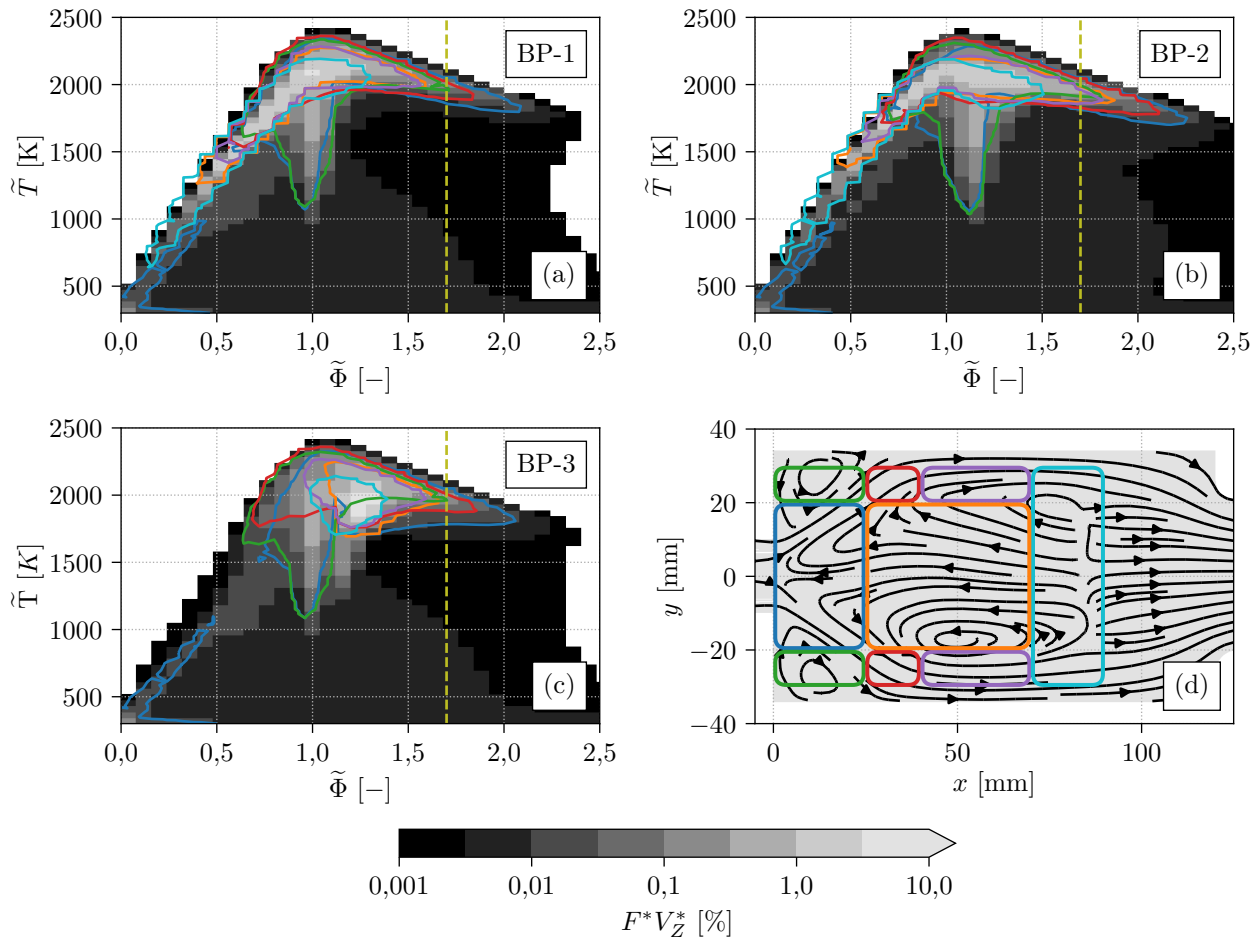 2500
2000
1500
1000
500
T̃ [K]
BP-1
(a)
0,0 0,5 1,0 1,5 2,0 2,5
Φ̃ [−]
2500
2000
1500
1000
500
T̃ [K]
BP-2
(b)
0,0 0,5 1,0 1,5 2,0 2,5
Φ̃ [−]
2500
2000
1500
1000
500
T̃ [K]
BP-3
(c)
0,0 0,5 1,0 1,5 2,0 2,5
Φ̃ [−]
40
20
0
−20
−40
y [mm]
(d)
0 50 100
x [mm]
0,001 0,01 0,1 1,0 10,0
F*V*_Z [%]